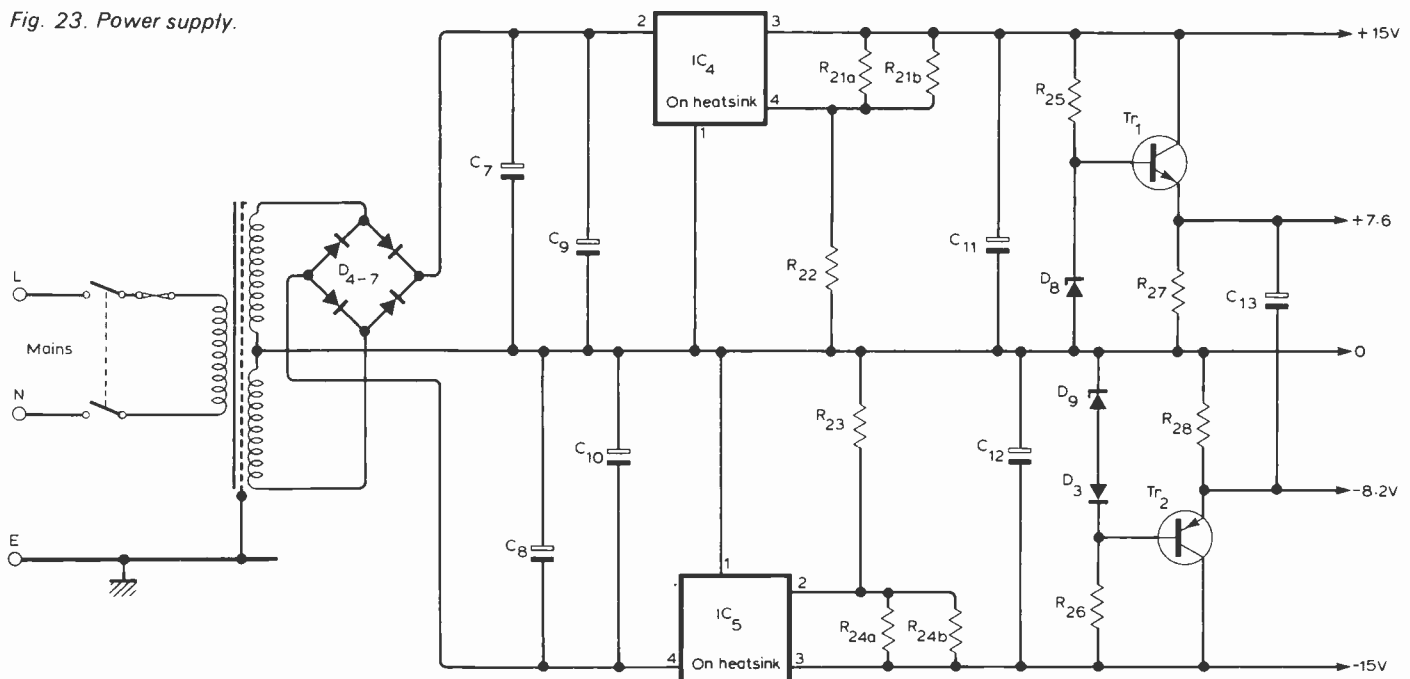 Fig. 23. Power supply.
2
3
IC4
On heatsink
4
1
R21a
R21b
+15V
R25
Tr1
C7
C9
R22
C11
D8
+7.6
R27
C13
D4-7
L
Mains
N
0
E
C8
C10
R23
C12
D9
R28
D3
Tr2
-8.2V
1
IC5
On heatsink
2
4
3
R24a
R24b
R26
-15V